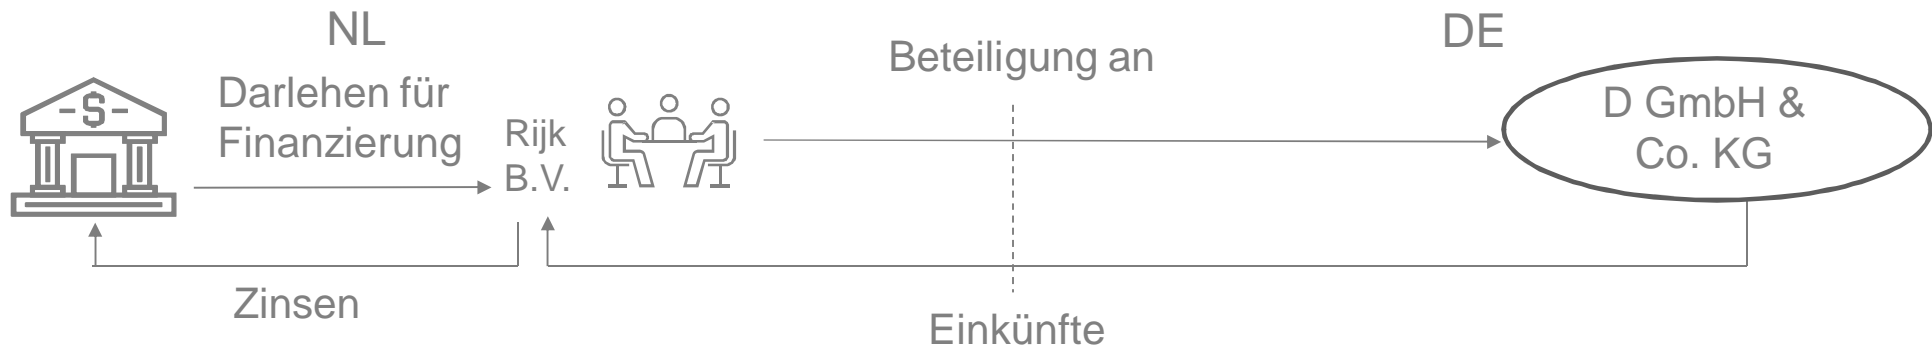 NL
DE
Beteiligung an
Darlehen für
Finanzierung
-$-
Rijk
B.V.
D GmbH &
Co. KG
Zinsen
Einkünfte